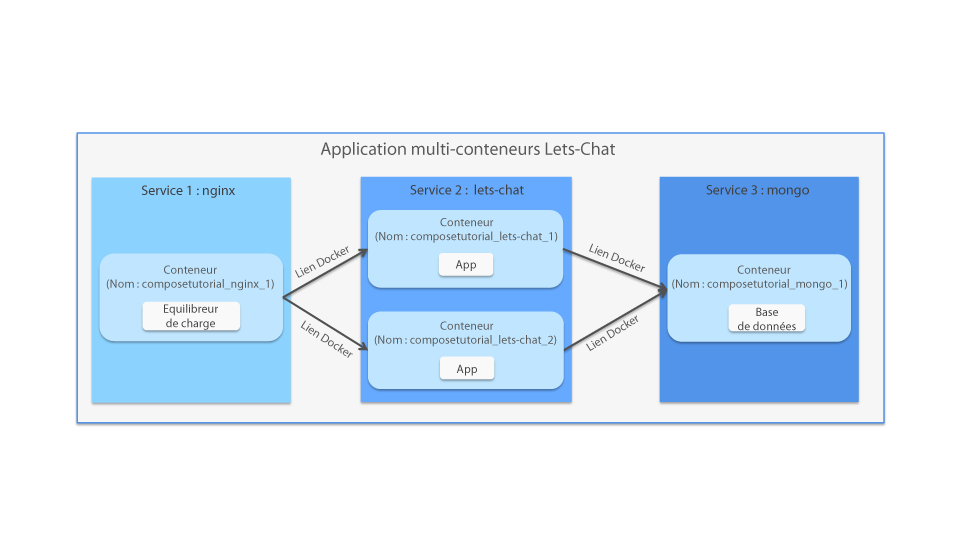 Application multi-conteneurs Lets-Chat
Service 1 : nginx
Conteneur
(Nom : composetutorial_nginx_1)
Equilibreur
de charge
Lien Docker
Lien Docker
Service 2 : lets-chat
Conteneur
(Nom : composetutorial_lets-chat_1)
App
Conteneur
(Nom : composetutorial_lets-chat_2)
App
Lien Docker
Lien Docker
Service 3 : mongo
Conteneur
(Nom : composetutorial_mongo_1)
Base
de données